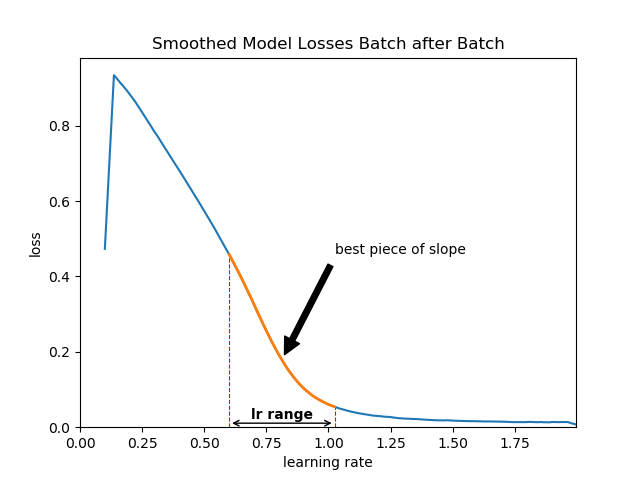 Smoothed Model Losses Batch after Batch
loss
0.8
0.6
0.4
0.2
0.0
best piece of slope
lr range
0.00 0.25 0.50 0.75 1.00 1.25 1.50 1.75
learning rate